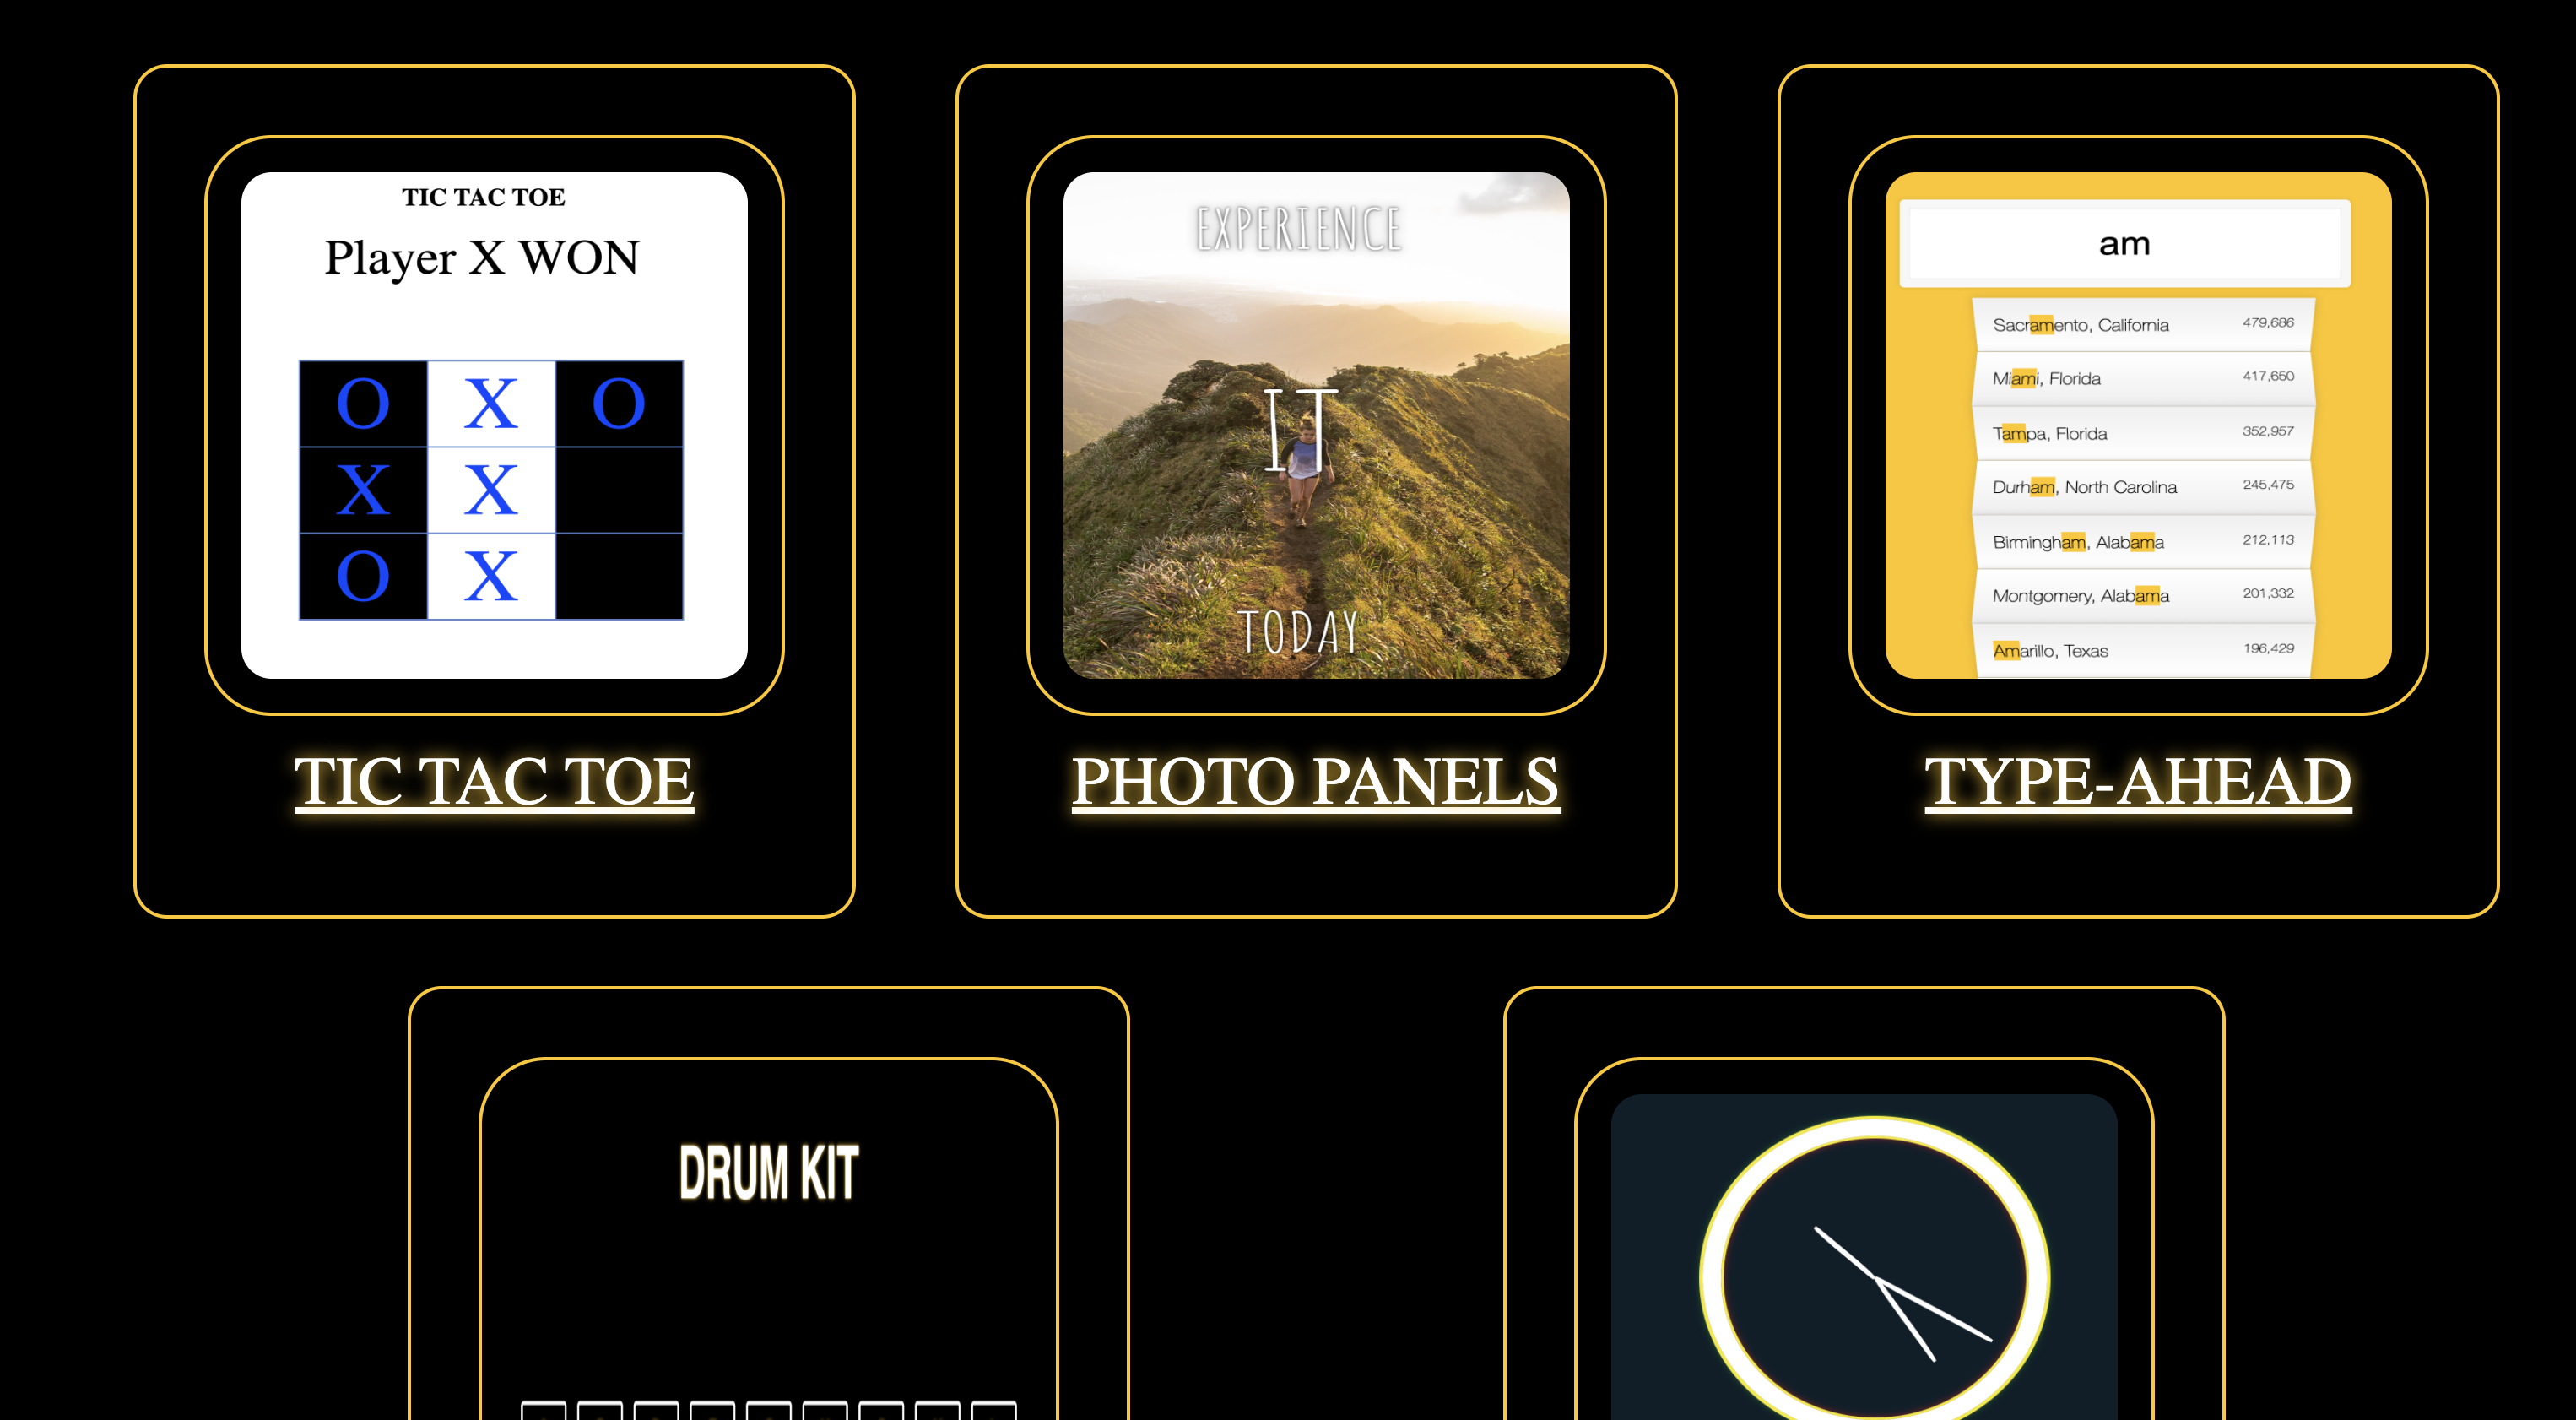 TIC TAC TOE
Player X WON
O X O
X X
O X
TIC TAC TOE
EXPERIENCE
IT
TODAY
PHOTO PANELS
am
Sacramento, California 479,686
Miami, Florida 417,650
Tampa, Florida 352,957
Durham, North Carolina 245,475
Birmingham, Alabama 212,113
Montgomery, Alabama 201,332
Amarillo, Texas 196,429
TYPE-AHEAD
DRUM KIT